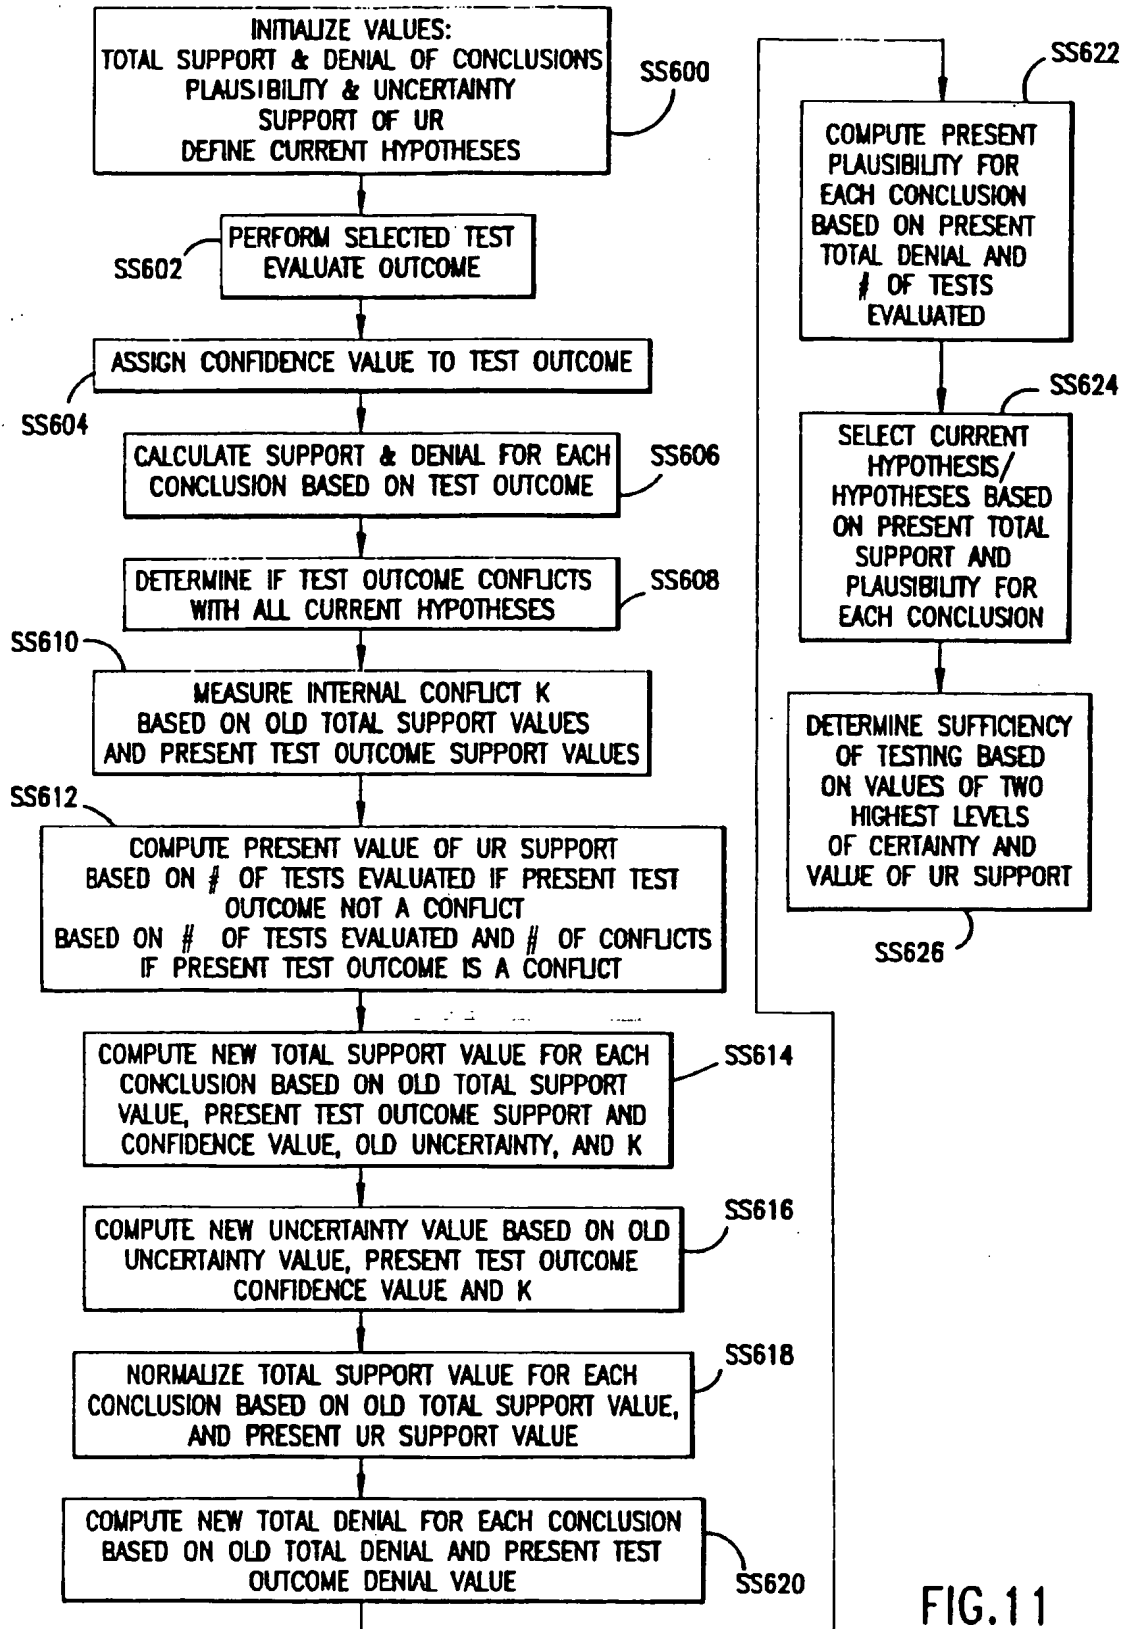 INITIALIZE VALUES:
TOTAL SUPPORT & DENIAL OF CONCLUSIONS
PLAUSIBILITY & UNCERTAINTY
SUPPORT OF UR
DEFINE CURRENT HYPOTHESES
SS600
PERFORM SELECTED TEST
EVALUATE OUTCOME
SS602
ASSIGN CONFIDENCE VALUE TO TEST OUTCOME
SS604
CALCULATE SUPPORT & DENIAL FOR EACH
CONCLUSION BASED ON TEST OUTCOME
SS606
DETERMINE IF TEST OUTCOME CONFLICTS
WITH ALL CURRENT HYPOTHESES
SS608
SS610
MEASURE INTERNAL CONFLICT K
BASED ON OLD TOTAL SUPPORT VALUES
AND PRESENT TEST OUTCOME SUPPORT VALUES
SS612
COMPUTE PRESENT VALUE OF UR SUPPORT
BASED ON # OF TESTS EVALUATED IF PRESENT TEST
OUTCOME NOT A CONFLICT
BASED ON # OF TESTS EVALUATED AND # OF CONFLICTS
IF PRESENT TEST OUTCOME IS A CONFLICT
COMPUTE NEW TOTAL SUPPORT VALUE FOR EACH
CONCLUSION BASED ON OLD TOTAL SUPPORT
VALUE, PRESENT TEST OUTCOME SUPPORT AND
CONFIDENCE VALUE, OLD UNCERTAINTY, AND K
SS614
COMPUTE NEW UNCERTAINTY VALUE BASED ON OLD
UNCERTAINTY VALUE, PRESENT TEST OUTCOME
CONFIDENCE VALUE AND K
SS616
NORMALIZE TOTAL SUPPORT VALUE FOR EACH
CONCLUSION BASED ON OLD TOTAL SUPPORT VALUE,
AND PRESENT UR SUPPORT VALUE
SS618
COMPUTE NEW TOTAL DENIAL FOR EACH CONCLUSION
BASED ON OLD TOTAL DENIAL AND PRESENT TEST
OUTCOME DENIAL VALUE
SS620
SS622
COMPUTE PRESENT
PLAUSIBILITY FOR
EACH CONCLUSION
BASED ON PRESENT
TOTAL DENIAL AND
# OF TESTS
EVALUATED
SS624
SELECT CURRENT
HYPOTHESIS/
HYPOTHESES BASED
ON PRESENT TOTAL
SUPPORT AND
PLAUSIBILITY FOR
EACH CONCLUSION
DETERMINE SUFFICIENCY
OF TESTING BASED
ON VALUES OF TWO
HIGHEST LEVELS
OF CERTAINTY AND
VALUE OF UR SUPPORT
SS626
FIG.11